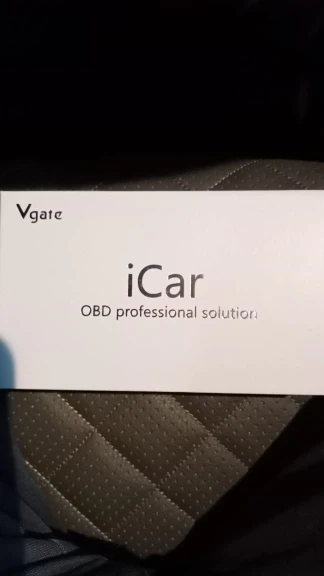 Vgate
iCar
OBD professional solution